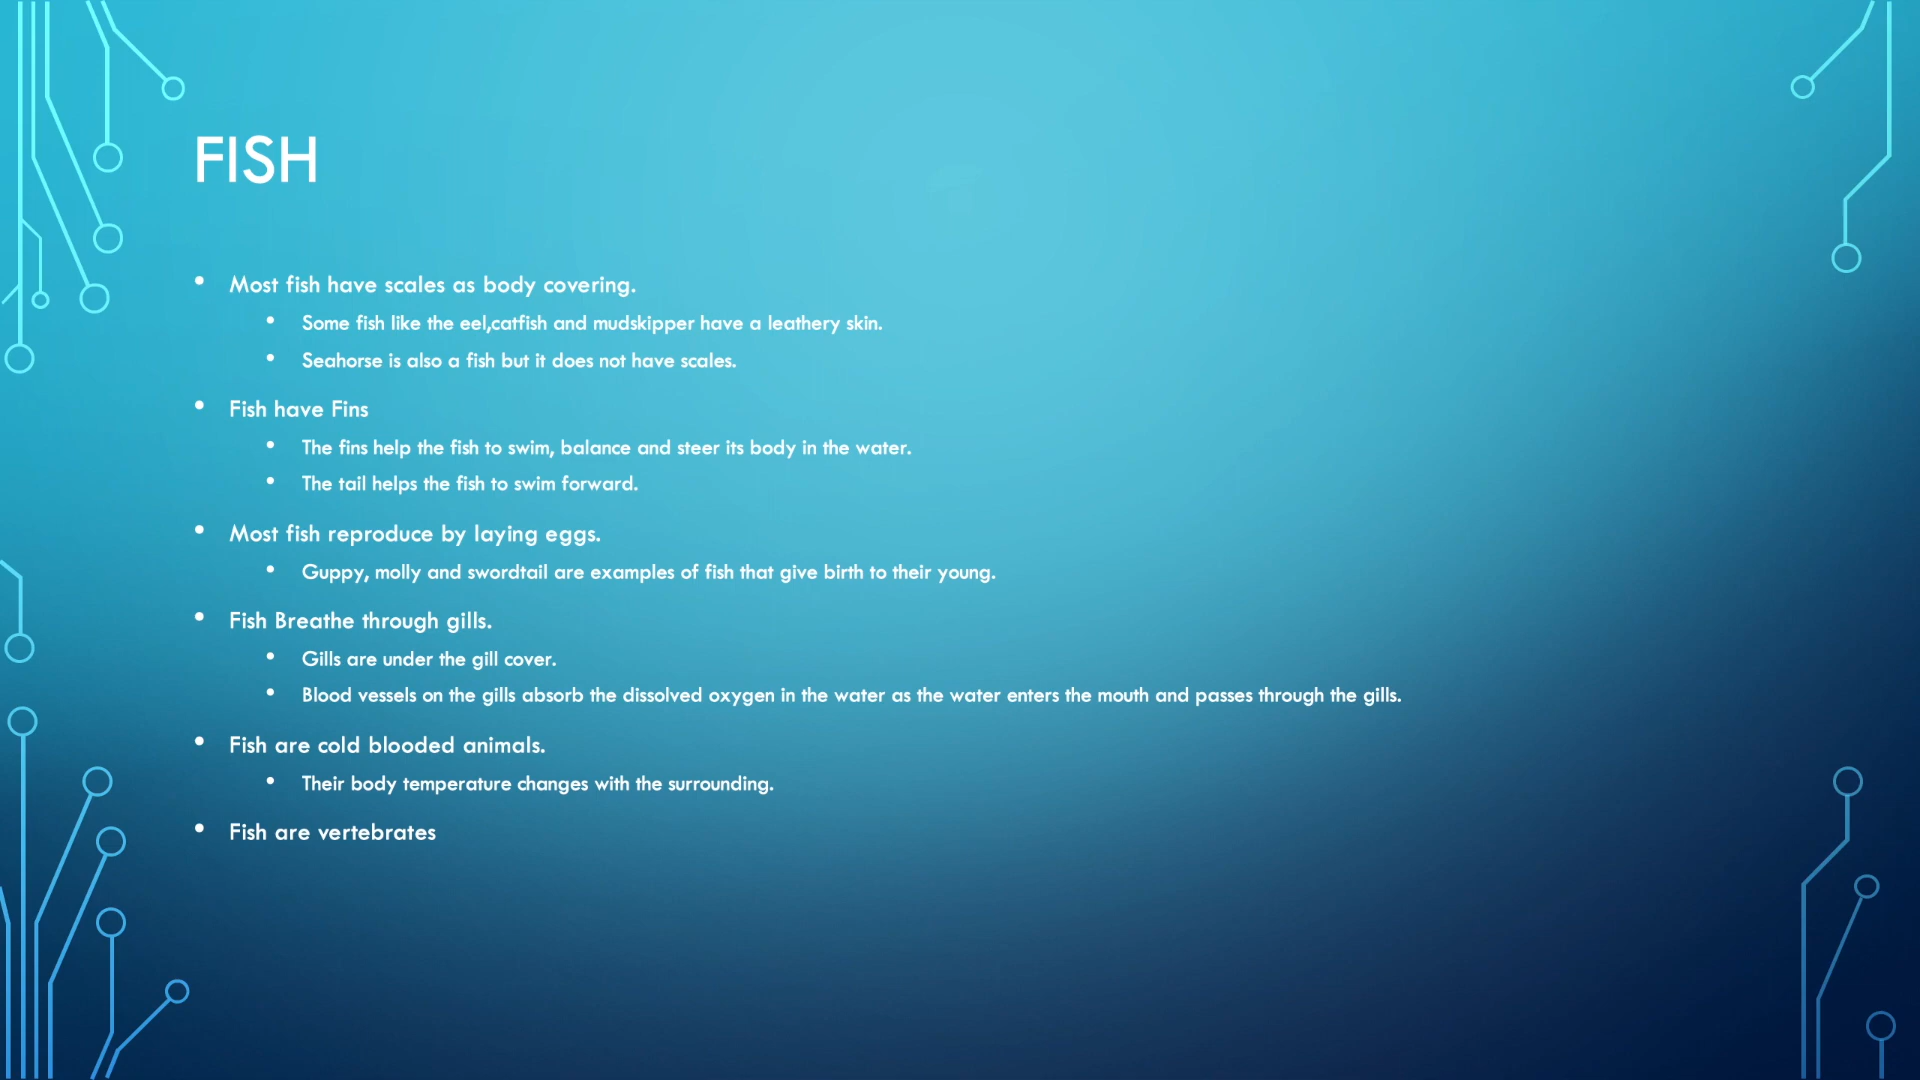 FISH
• Most fish have scales as body covering.
• Some fish like the eel,catfish and mudskipper have a leathery skin.
• Seahorse is also a fish but it does not have scales.
• Fish have Fins
• The fins help the fish to swim, balance and steer its body in the water.
• The tail helps the fish to swim forward.
• Most fish reproduce by laying eggs.
• Guppy, molly and swordtail are examples of fish that give birth to their young.
• Fish Breathe through gills.
• Gills are under the gill cover.
• Blood vessels on the gills absorb the dissolved oxygen in the water as the water enters the mouth and passes through the gills.
• Fish are cold blooded animals.
• Their body temperature changes with the surrounding.
• Fish are vertebrates